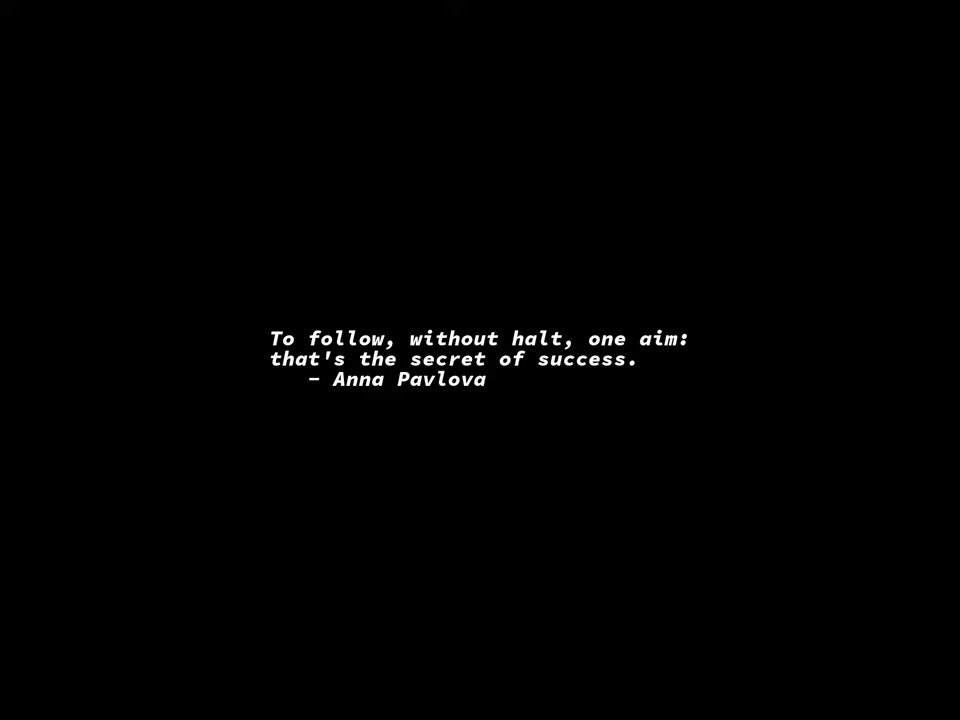 To follow, without halt, one aim:
that's the secret of success.
- Anna Pavlova